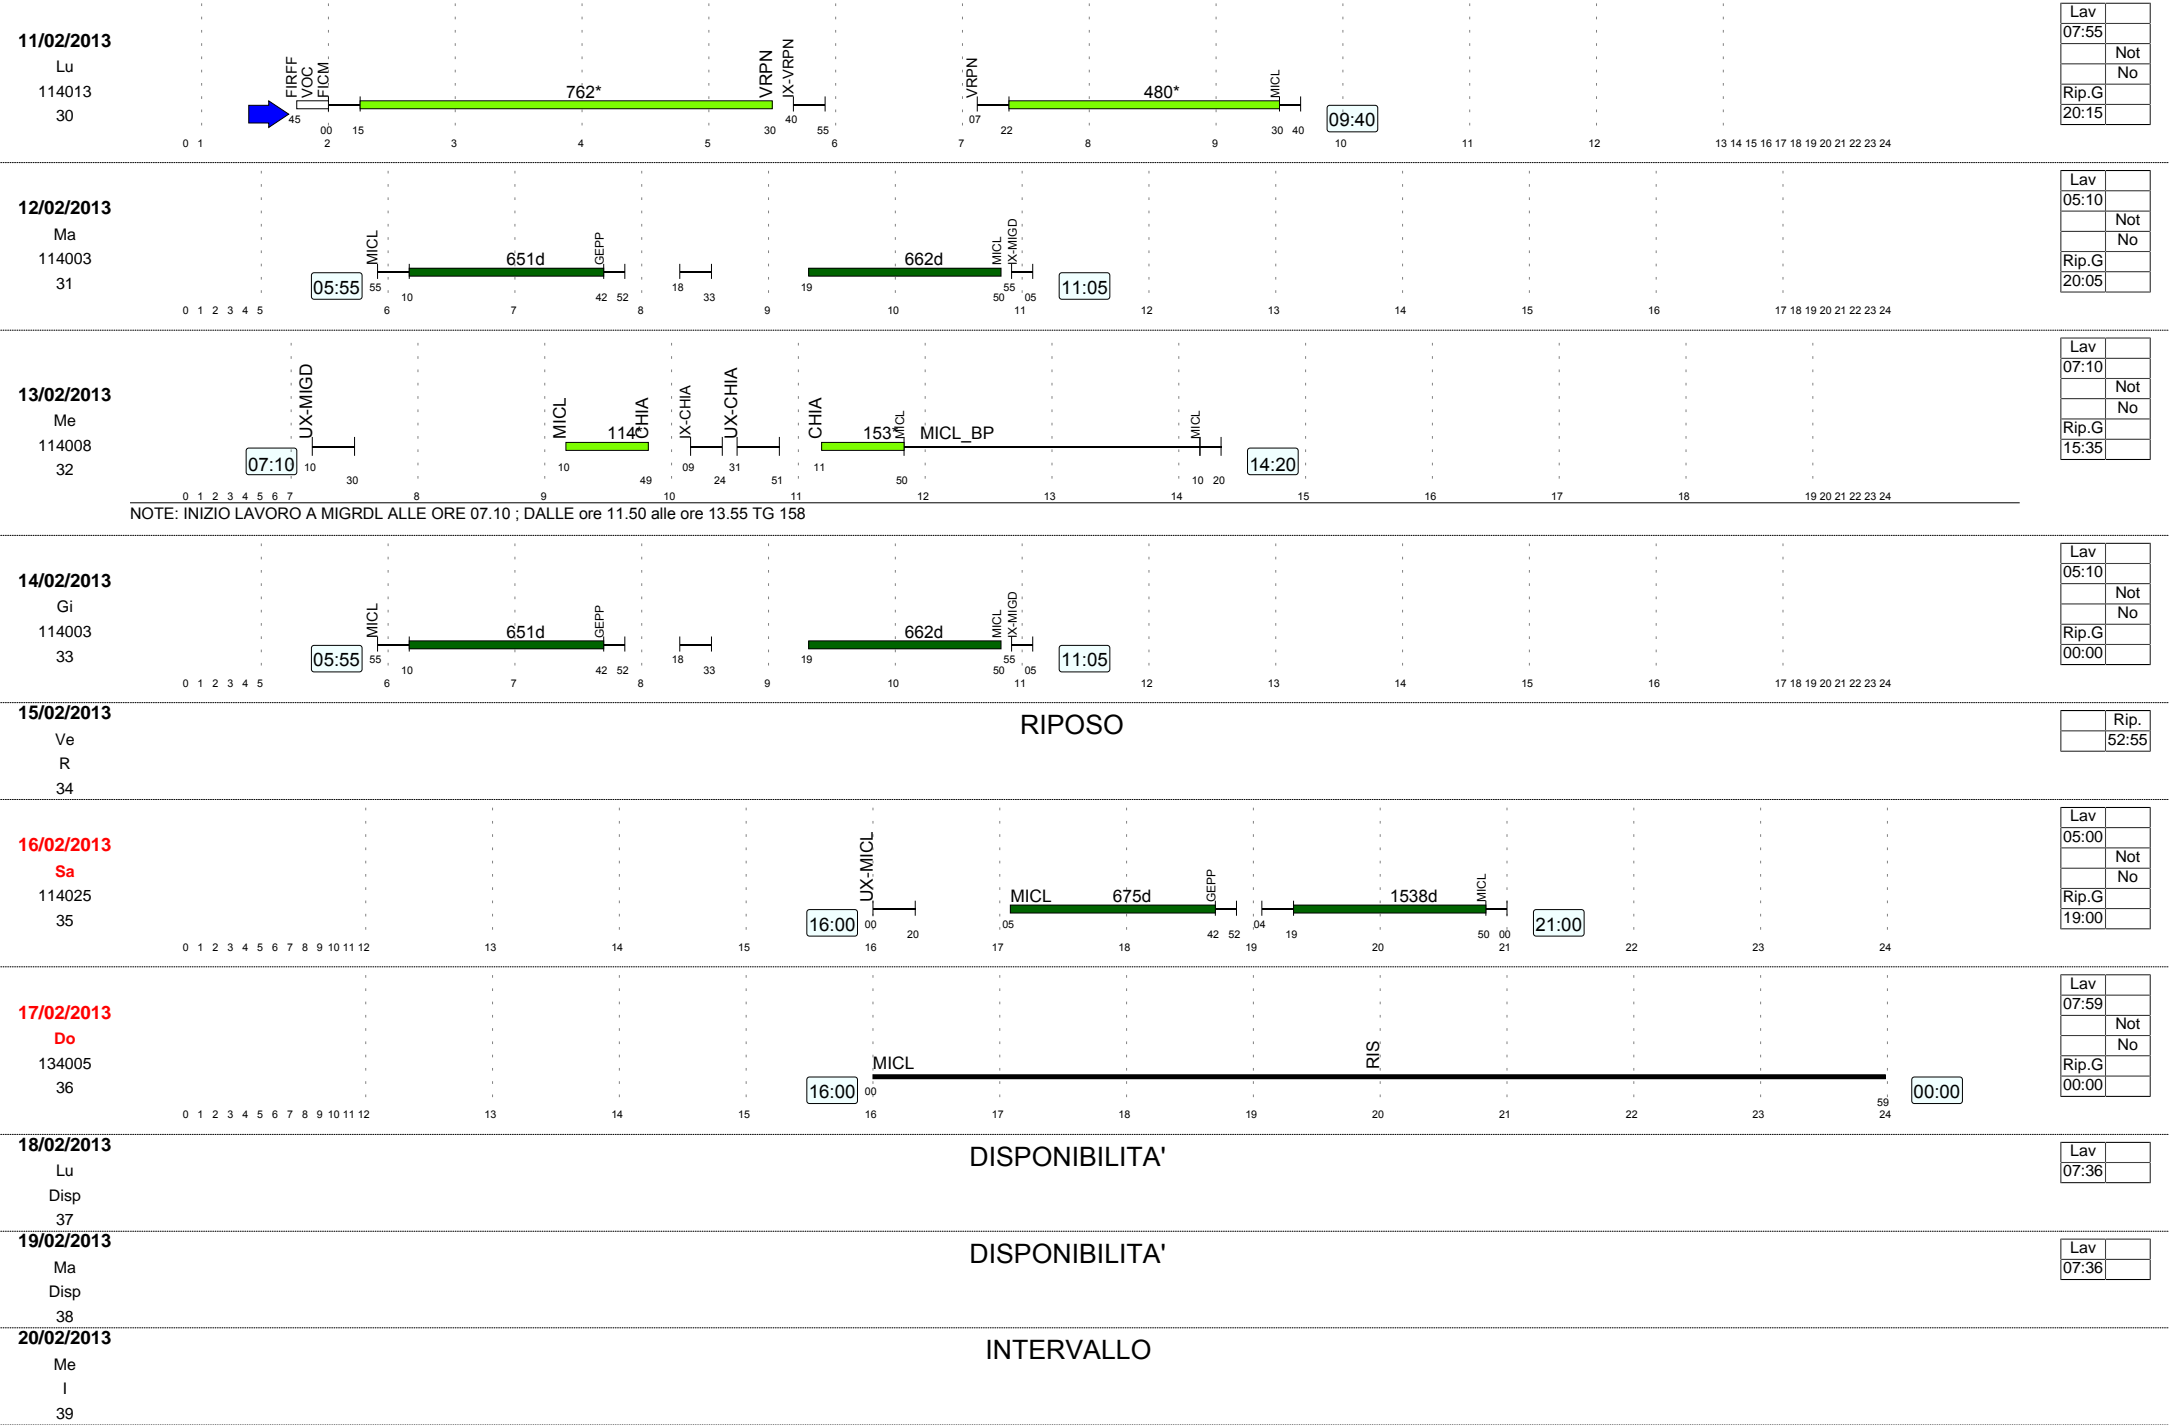 11/02/2013
Lu
114013
30
FIRFF
VOC
FICM
762*
VRPN
IX-VRPN
VRPN
480*
MICL
45 00 15 30 40 55 07 22 30 40
09:40
0 1 2 3 4 5 6 7 8 9 10 11 12 13 14 15 16 17 18 19 20 21 22 23 24
Lav
07:55
Not
No
Rip.G
20:15
12/02/2013
Ma
114003
31
05:55
MICL
651d
GEPP
662d
MICL
IX-MIGD
55 10 42 52 18 33 19 50 55 05
11:05
0 1 2 3 4 5 6 7 8 9 10 11 12 13 14 15 16 17 18 19 20 21 22 23 24
Lav
05:10
Not
No
Rip.G
20:05
13/02/2013
Me
114008
32
07:10
UX-MIGD
MICL
114*
CHIA
IX-CHIA
UX-CHIA
CHIA
153*
MICL
MICL_BP
MICL
10 30 10 49 09 24 31 51 11 50 10 20
14:20
0 1 2 3 4 5 6 7 8 9 10 11 12 13 14 15 16 17 18 19 20 21 22 23 24
NOTE: INIZIO LAVORO A MIGRDL ALLE ORE 07.10 ; DALLE ore 11.50 alle ore 13.55 TG 158
Lav
07:10
Not
No
Rip.G
15:35
14/02/2013
Gi
114003
33
05:55
MICL
651d
GEPP
662d
MICL
IX-MIGD
55 10 42 52 18 33 19 50 55 05
11:05
0 1 2 3 4 5 6 7 8 9 10 11 12 13 14 15 16 17 18 19 20 21 22 23 24
Lav
05:10
Not
No
Rip.G
00:00
15/02/2013
Ve
R
34
RIPOSO
Rip.
52:55
16/02/2013
Sa
114025
35
16:00
UX-MICL
MICL
675d
GEPP
1538d
MICL
00 20 05 42 52 04 19 50 00
21:00
0 1 2 3 4 5 6 7 8 9 10 11 12 13 14 15 16 17 18 19 20 21 22 23 24
Lav
05:00
Not
No
Rip.G
19:00
17/02/2013
Do
134005
36
16:00
MICL
RIS
00 59
00:00
0 1 2 3 4 5 6 7 8 9 10 11 12 13 14 15 16 17 18 19 20 21 22 23 24
Lav
07:59
Not
No
Rip.G
00:00
18/02/2013
Lu
Disp
37
DISPONIBILITA'
Lav
07:36
19/02/2013
Ma
Disp
38
DISPONIBILITA'
Lav
07:36
20/02/2013
Me
I
39
INTERVALLO